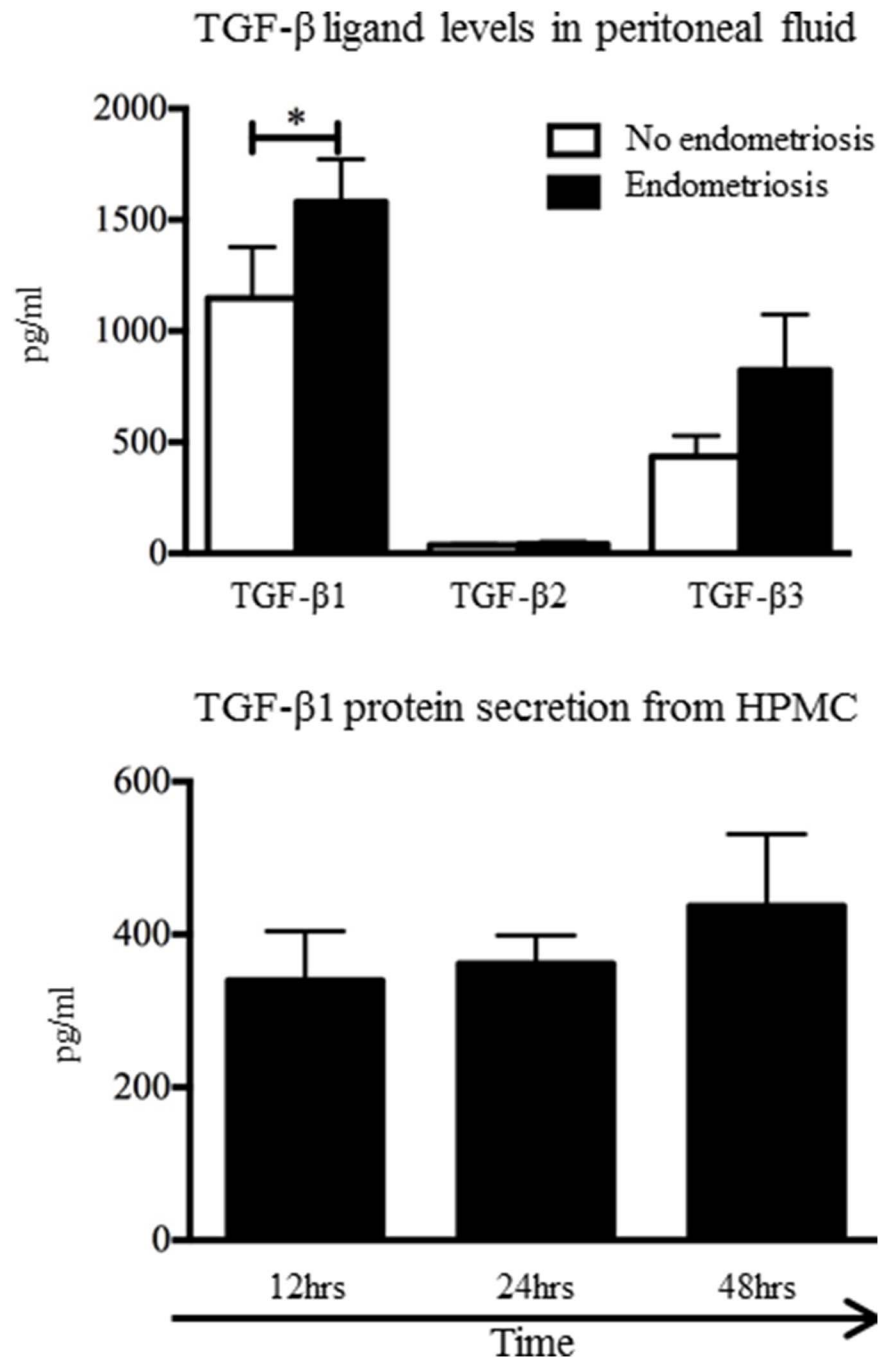 TGF-β ligand levels in peritoneal fluid
2000
*
No endometriosis
Endometriosis
1500
1000
500
0
pg/ml
TGF-β1 TGF-β2 TGF-β3
TGF-β1 protein secretion from HPMC
600
400
200
0
pg/ml
12hrs 24hrs 48hrs
Time